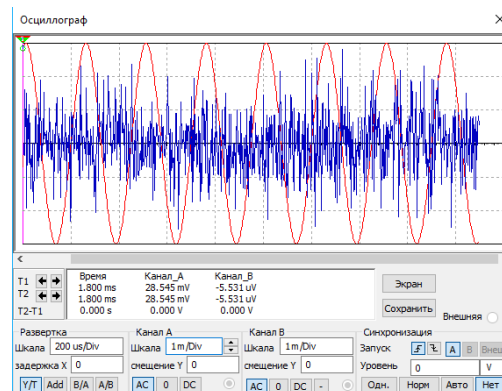 Осциллограф
T1
T2
T2-T1
Время Канал_A Канал_B
1.800 ms 28.545 mV -5.531 uV
1.800 ms 28.545 mV -5.531 uV
0.000 s 0.000 V 0.000 V
Экран
Сохранить
Внешняя
Развертка
Шкала 200 us/Div
задержка X 0
Y/T Add B/A A/B
Канал A
Шкала 1m/Div
смещение Y 0
AC 0 DC
Канал B
Шкала 1m/Div
смещение Y 0
AC 0 DC -
Синхронизация
Запуск A B Внеш
Уровень 0 V
Одн. Норм Авто Нет